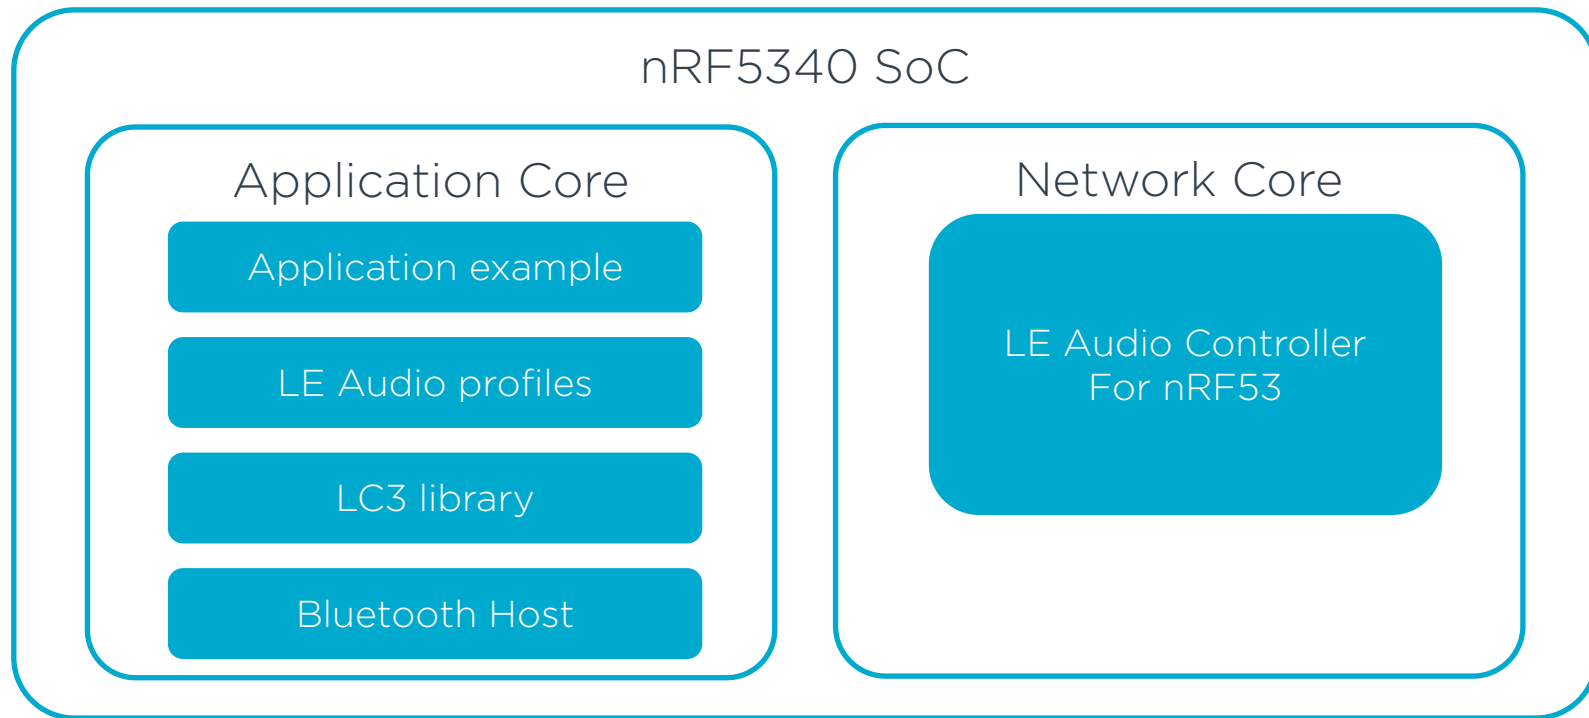 nRF5340 SoC
Application Core
Application example
LE Audio profiles
LC3 library
Bluetooth Host
Network Core
LE Audio Controller
For nRF53